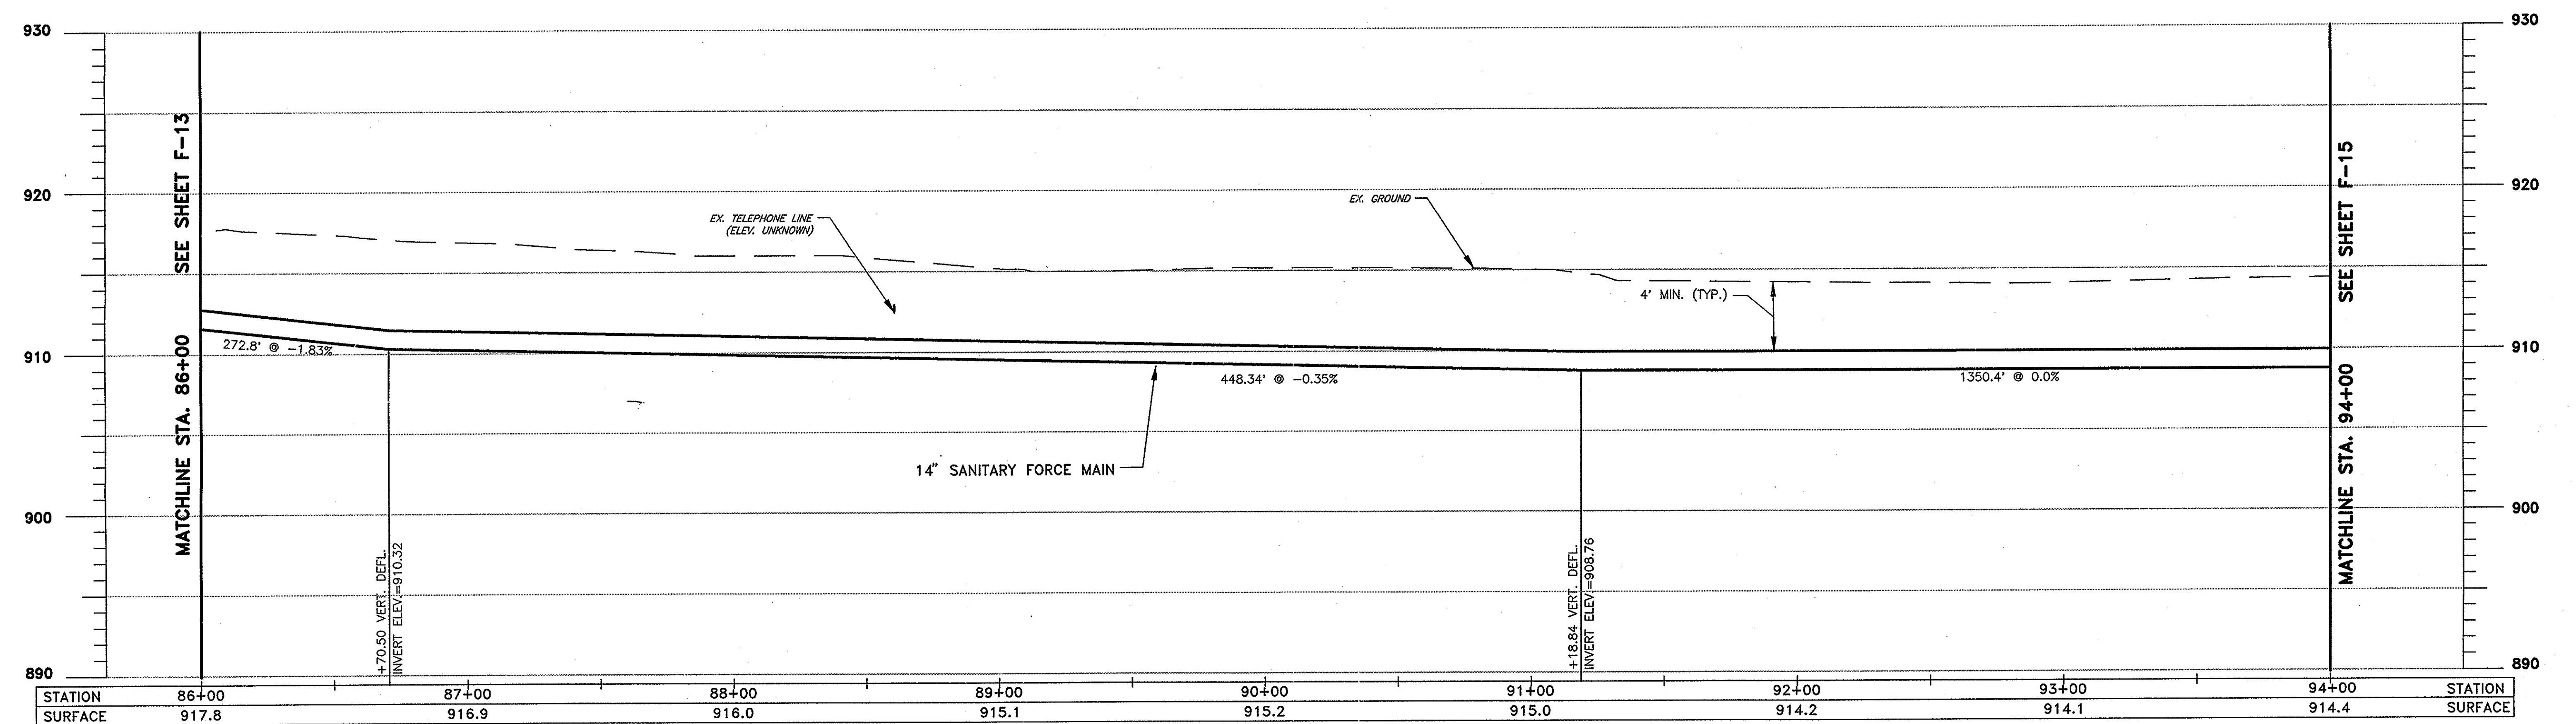 930
920
910
900
890
MATCHLINE STA. 86+00 SEE SHEET F-13
EX. TELEPHONE LINE
(ELEV. UNKNOWN)
EX. GROUND
4' MIN. (TYP.)
272.8' @ -1.83%
448.34' @ -0.35%
1350.4' @ 0.0%
14" SANITARY FORCE MAIN
+70.50 VERT. DEFL.
INVERT ELEV.=910.32
+18.84 VERT. DEFL.
INVERT ELEV.=908.76
MATCHLINE STA. 94+00 SEE SHEET F-15
930
920
910
900
890
STATION 86+00 87+00 88+00 89+00 90+00 91+00 92+00 93+00 94+00 STATION
SURFACE 917.8 916.9 916.0 915.1 915.2 915.0 914.2 914.1 914.4 SURFACE